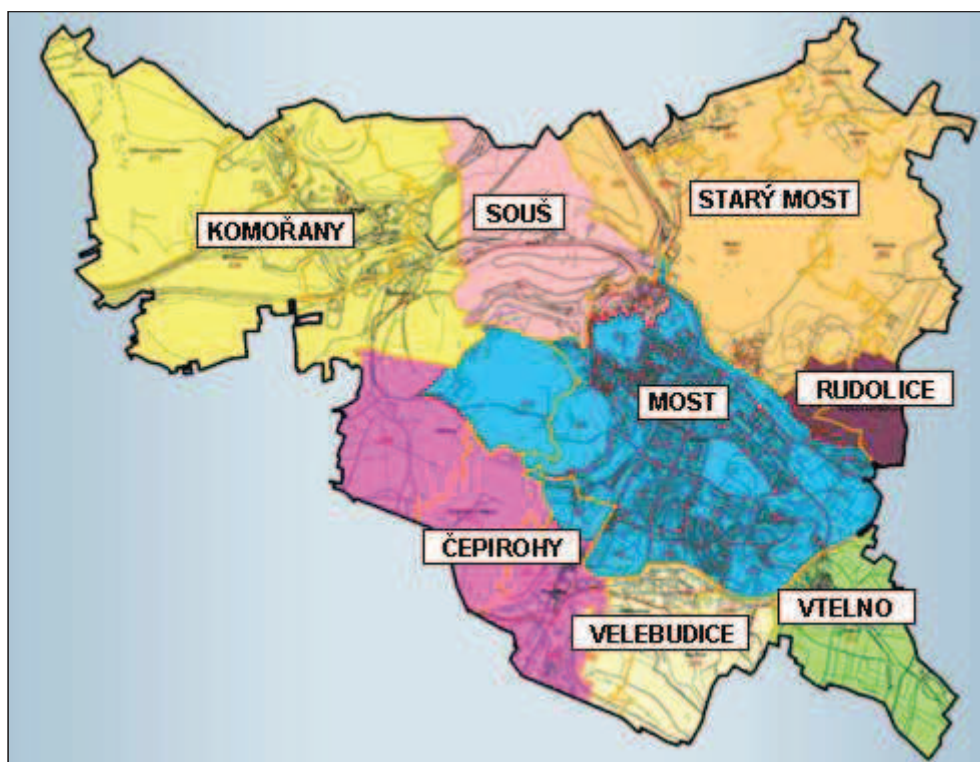 STARÝ MOST
SOUŠ
KOMOŘANY
RUDOLICE
MOST
ČEPIROHY
VTELNO
VELEBUDICE